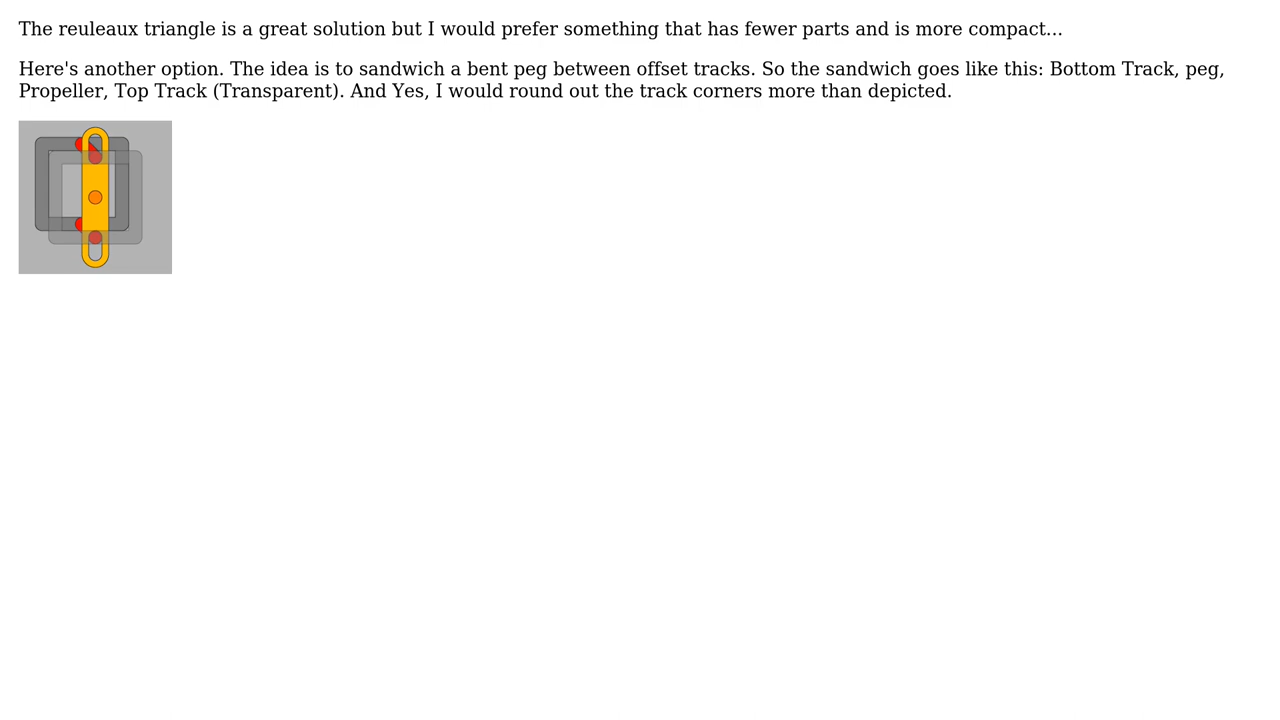 The reuleaux triangle is a great solution but I would prefer something that has fewer parts and is more compact...
Here's another option. The idea is to sandwich a bent peg between offset tracks. So the sandwich goes like this: Bottom Track, peg,
Propeller, Top Track (Transparent). And Yes, I would round out the track corners more than depicted.